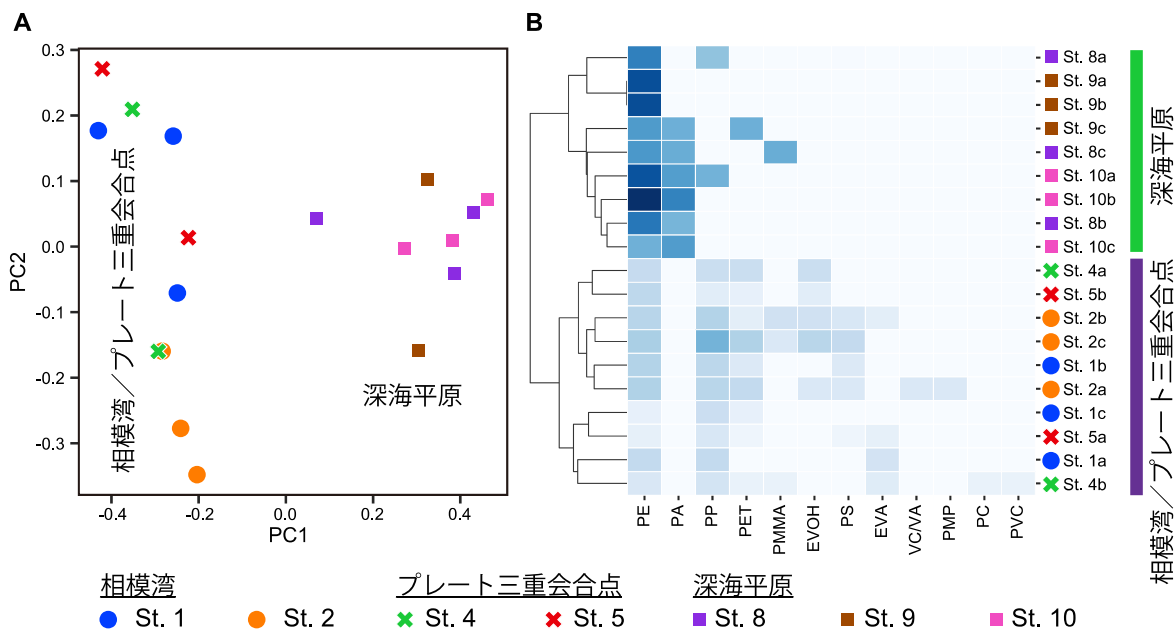 A
B
0.3
0.2
0.1
0.0
-0.1
-0.2
-0.3
PC2
-0.4
-0.2
0.0
0.2
0.4
PC1
相模湾／プレート三重会合点
深海平原
St. 8a
St. 9a
St. 9b
St. 9c
St. 8c
St. 10a
St. 10b
St. 8b
St. 10c
St. 4a
St. 5b
St. 2b
St. 2c
St. 1b
St. 2a
St. 1c
St. 5a
St. 1a
St. 4b
深海平原
相模湾／プレート三重会合点
PE
PA
PP
PET
PMMA
EVOH
PS
EVA
VC/VA
PMP
PC
PVC
相模湾 プレート三重会合点 深海平原
St. 1 St. 2 St. 4 St. 5 St. 8 St. 9 St. 10